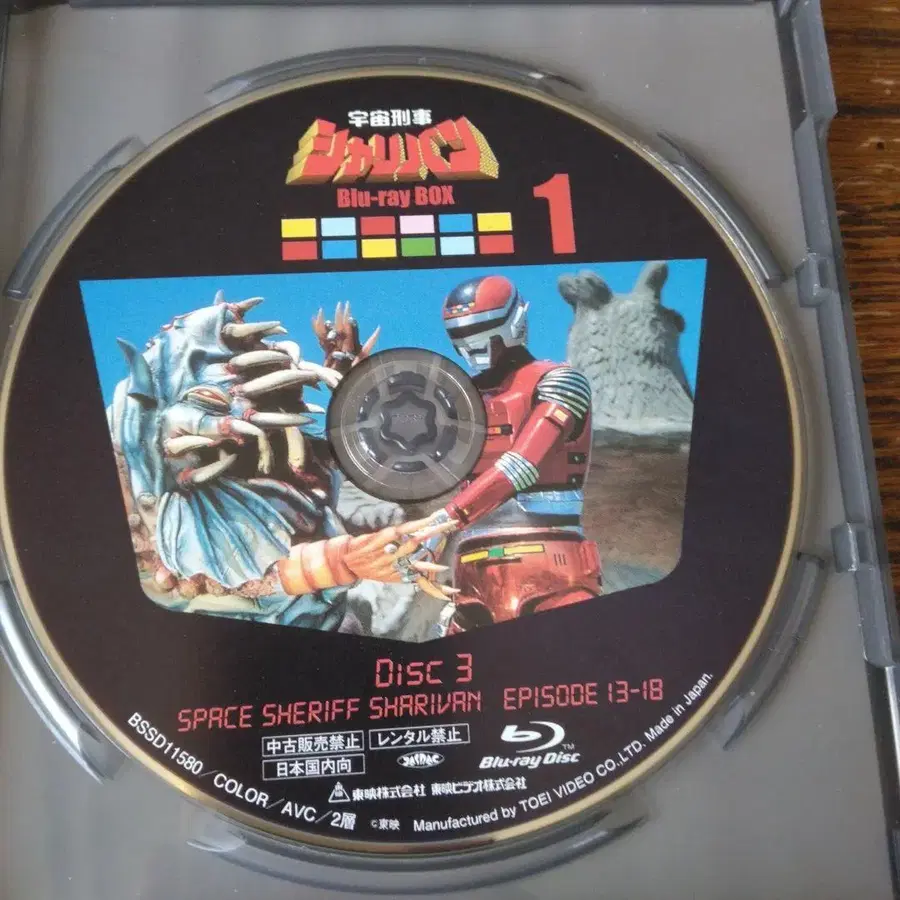 宇宙刑事
シャリバン
Blu-ray BOX
1
Disc 3
SPACE SHERIFF SHARIVAN EPISODE 13-18
中古販売禁止
レンタル禁止
日本国内向
Blu-ray Disc
TM
東映株式会社 東映ビデオ株式会社
BSSD11580/COLOR/AVC/2層
©東映
Manufactured by TOEI VIDEO CO.,LTD. Made in Japan.